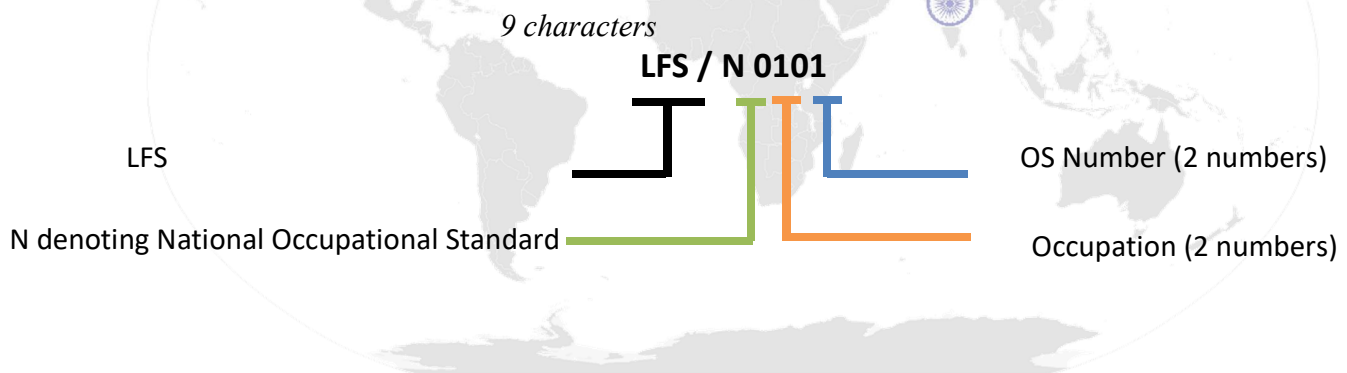 9 characters
LFS / N 0101
LFS
OS Number (2 numbers)
N denoting National Occupational Standard
Occupation (2 numbers)